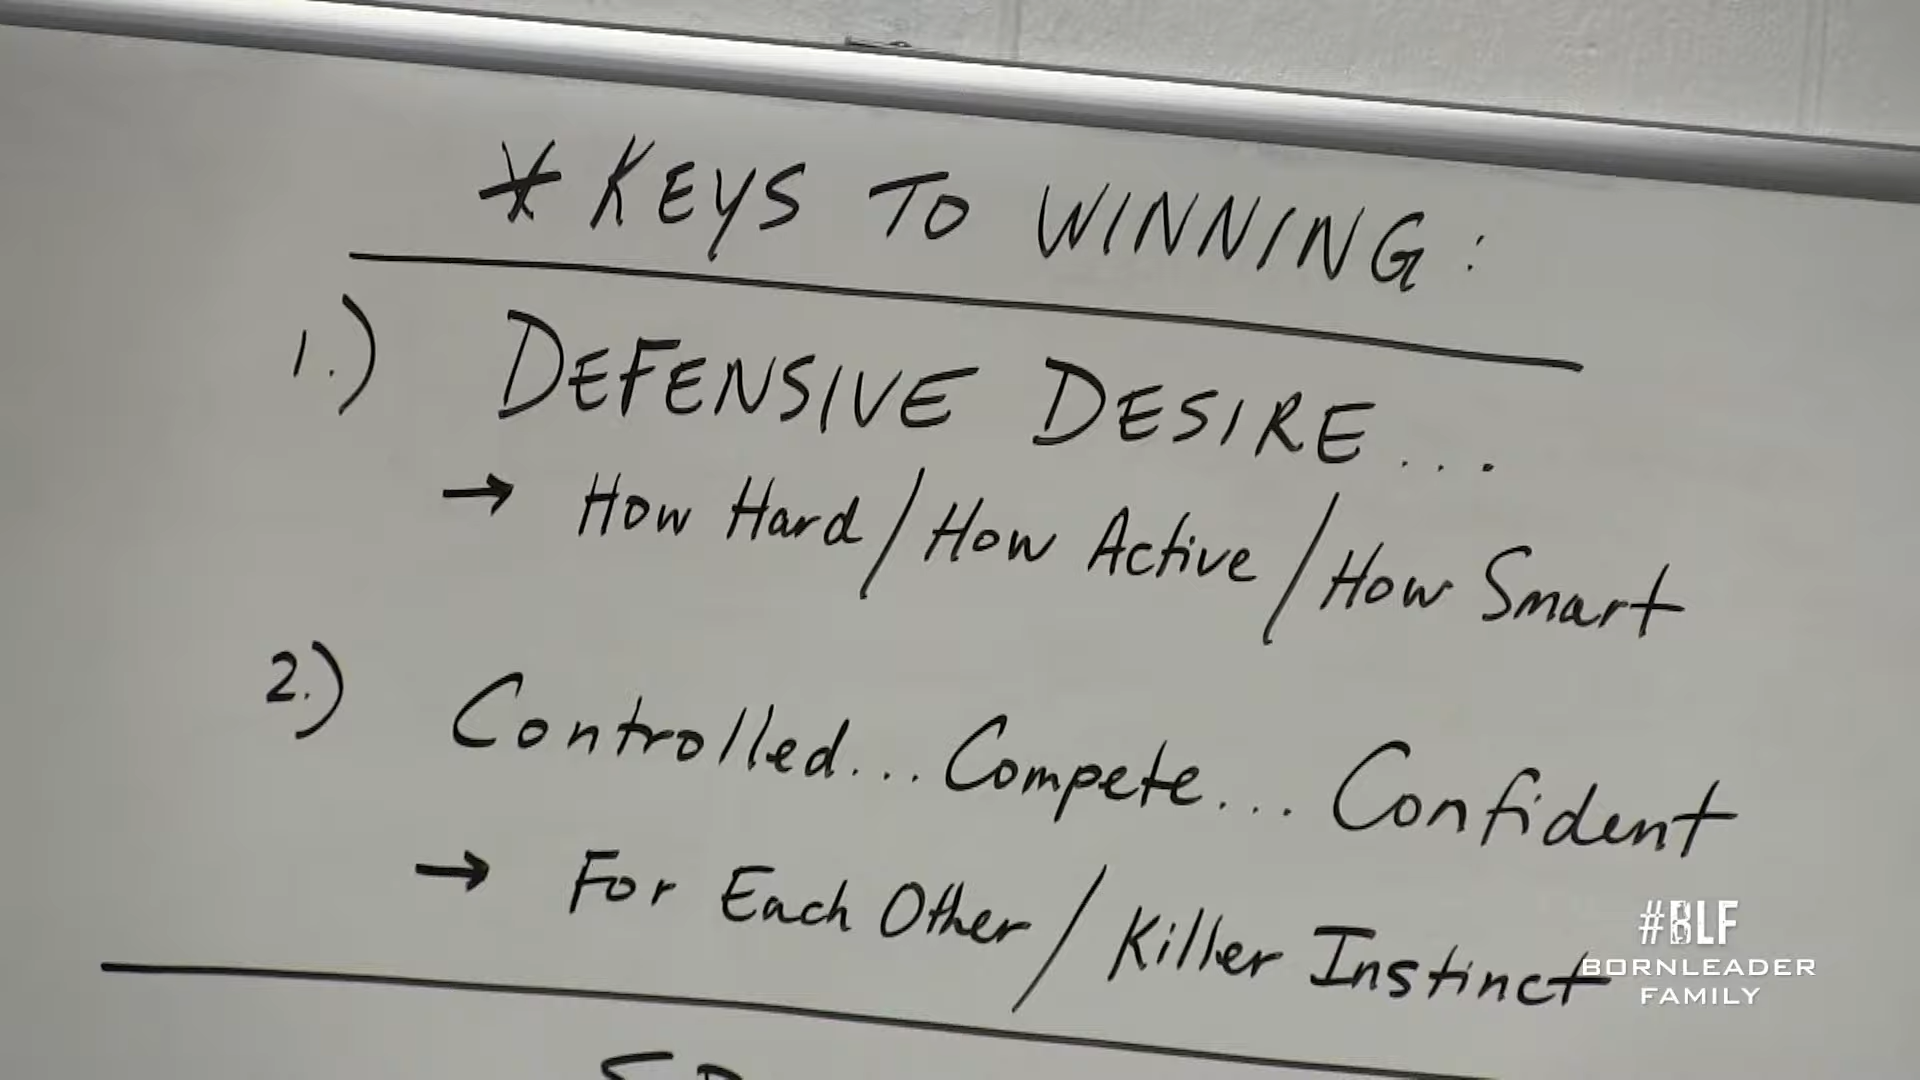 * KEYS TO WINNING:
1.) DEFENSIVE DESIRE...
→ How Hard/How Active/How Smart
2.) Controlled...Compete...Confident
→ For Each Other/Killer Instinct
#BLF
BORNLEADER
FAMILY